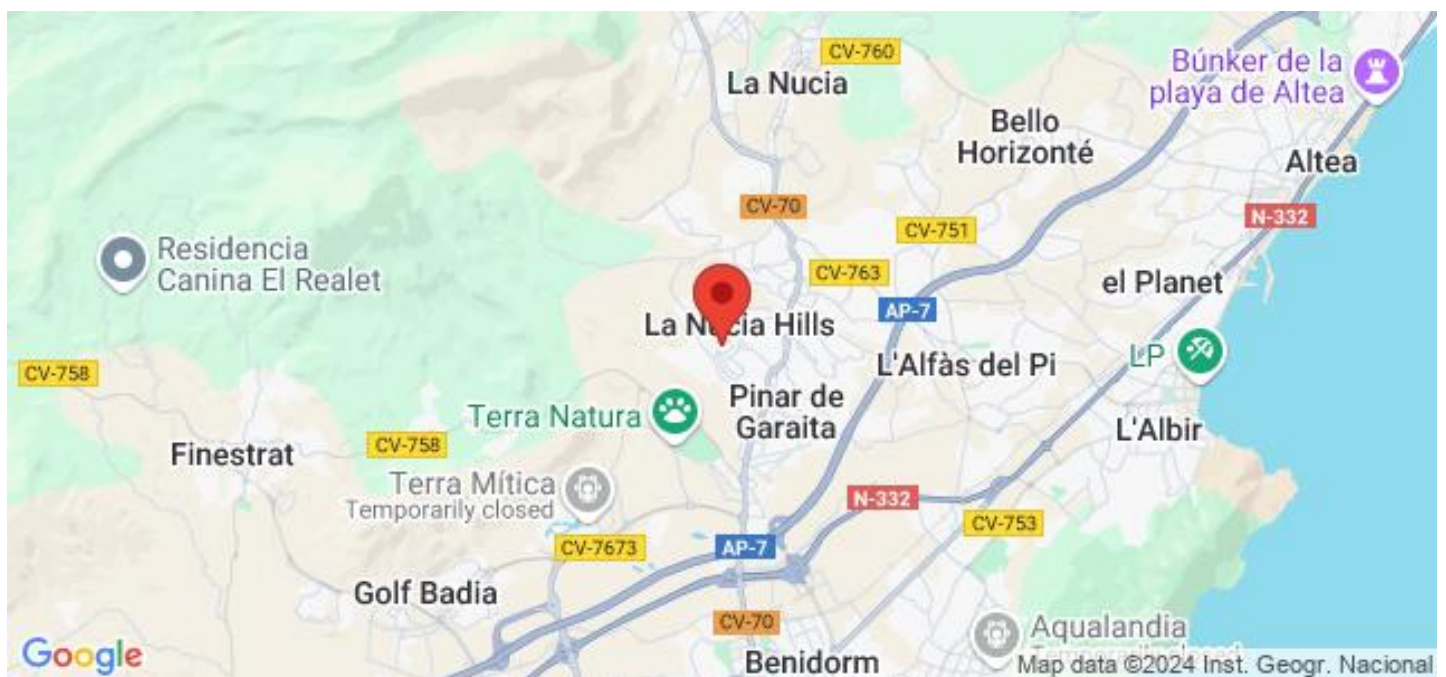 CV-760
La Nucia
Búnker de la
playa de Altea
Bello
Horizonté
Altea
CV-70
N-332
CV-751
Residencia
Canina El Realet
CV-763
el Planet
AP-7
La Nucia Hills
LP
L'Alfàs del Pi
CV-758
Pinar de
Garaita
Terra Natura
L'Albir
CV-758
Finestrat
Terra Mítica
Temporarily closed
N-332
CV-753
CV-7673
AP-7
Golf Badia
CV-70
Aqualandia
Temporarily closed
Google
Benidorm
Map data ©2024 Inst. Geogr. Nacional